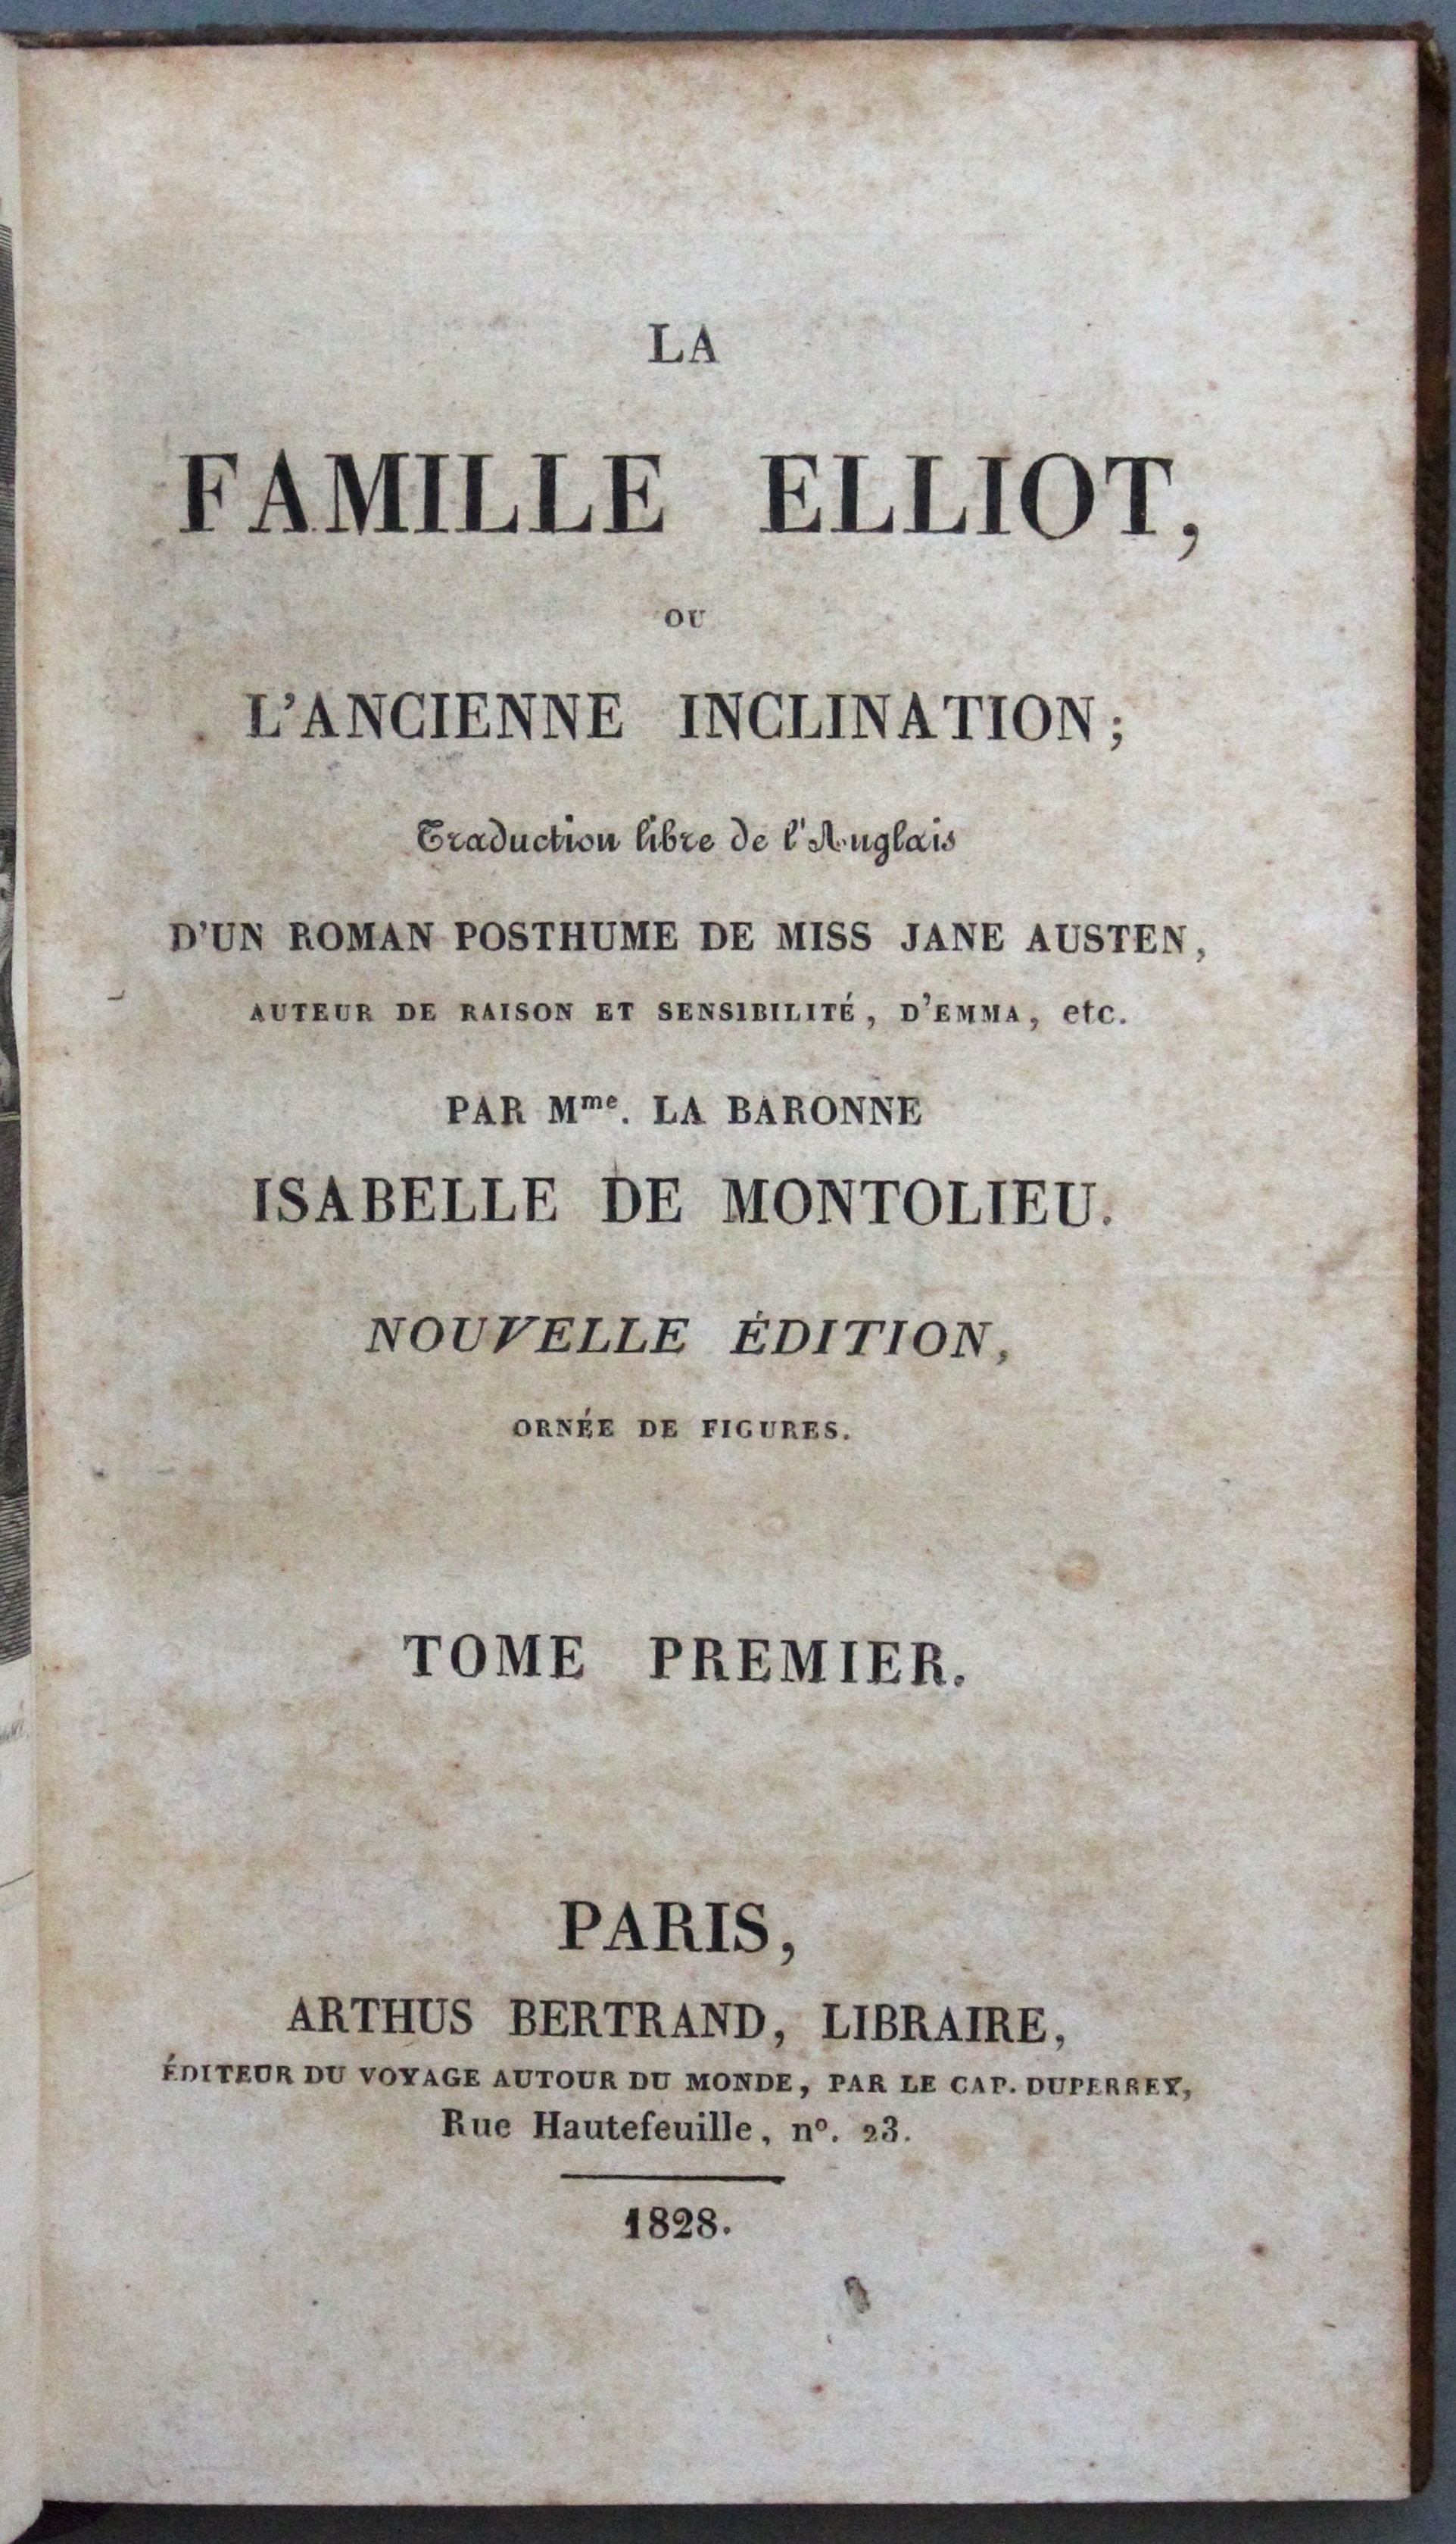 LA
FAMILLE ELLIOT,
OU
L'ANCIENNE INCLINATION;
Traduction libre de l'Anglais
D'UN ROMAN POSTHUME DE MISS JANE AUSTEN,
AUTEUR DE RAISON ET SENSIBILITÉ, D'EMMA, etc.
PAR Mme. LA BARONNE
ISABELLE DE MONTOLIEU.
NOUVELLE ÉDITION,
ORNÉE DE FIGURES.
TOME PREMIER.
PARIS,
ARTHUS BERTRAND, LIBRAIRE,
ÉDITEUR DU VOYAGE AUTOUR DU MONDE, PAR LE CAP. DUPERREY,
Rue Hautefeuille, nº. 23.
1828.